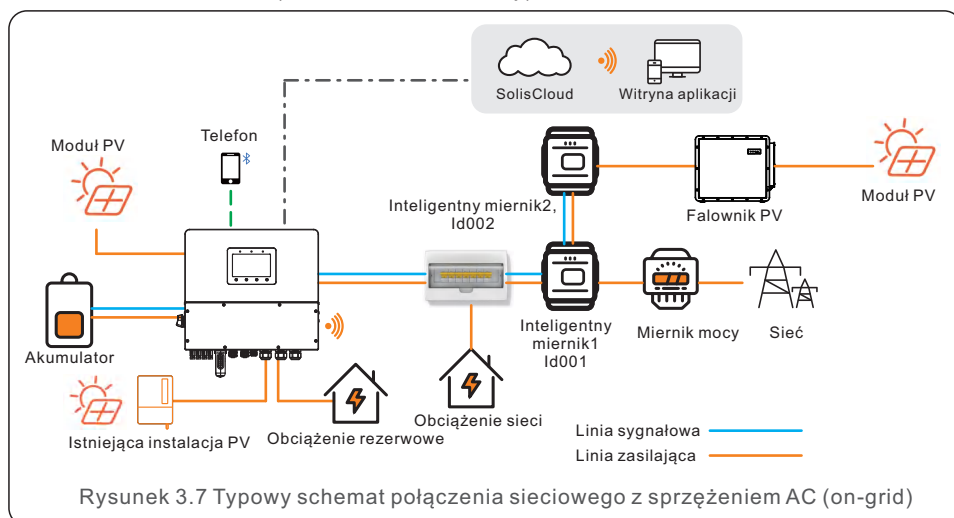 SolisCloud
Witryna aplikacji
Telefon
Moduł PV
Inteligentny miernik2,
Id002
Falownik PV
Moduł PV
Akumulator
Inteligentny
miernik1
Id001
Miernik mocy
Sieć
Istniejąca instalacja PV
Obciążenie rezerwowe
Obciążenie sieci
Linia sygnałowa
Linia zasilająca
Rysunek 3.7 Typowy schemat połączenia sieciowego z sprzężeniem AC (on-grid)